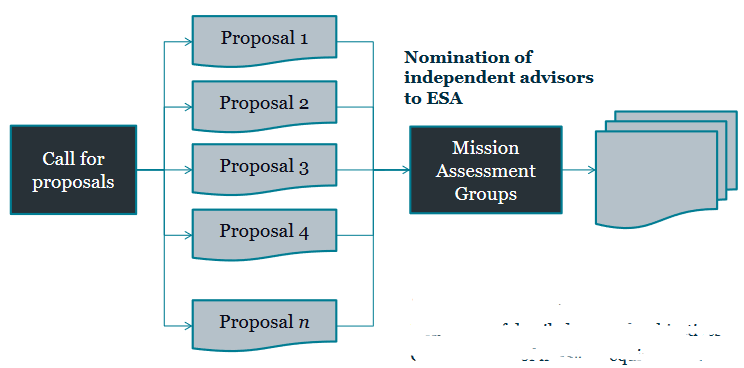 Call for
proposals
Proposal 1
Proposal 2
Proposal 3
Proposal 4
Proposal n
Nomination of
independent advisors
to ESA
Mission
Assessment
Groups